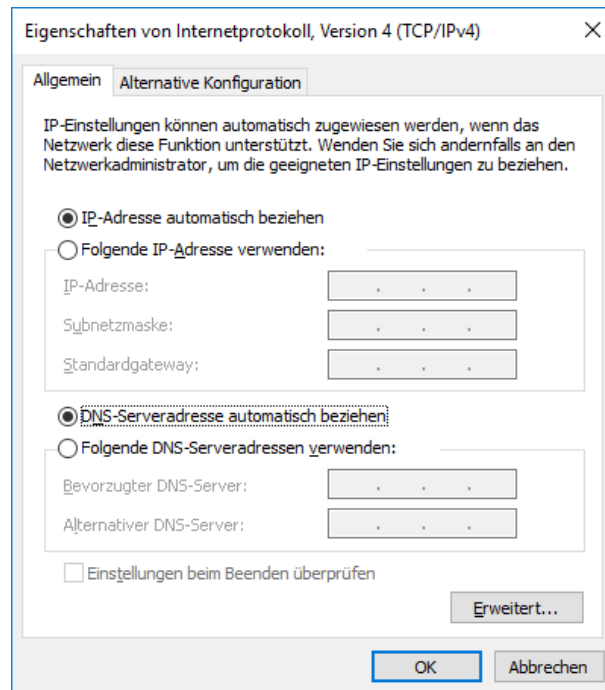 Eigenschaften von Internetprotokoll, Version 4 (TCP/IPv4)
Allgemein
Alternative Konfiguration
IP-Einstellungen können automatisch zugewiesen werden, wenn das
Netzwerk diese Funktion unterstützt. Wenden Sie sich andernfalls an den
Netzwerkadministrator, um die geeigneten IP-Einstellungen zu beziehen.
IP-Adresse automatisch beziehen
Folgende IP-Adresse verwenden:
IP-Adresse: . . .
Subnetzmaske: . . .
Standardgateway: . . .
DNS-Serveradresse automatisch beziehen
Folgende DNS-Serveradressen verwenden:
Bevorzugter DNS-Server: . . .
Alternativer DNS-Server: . . .
Einstellungen beim Beenden überprüfen
Erweitert...
OK
Abbrechen